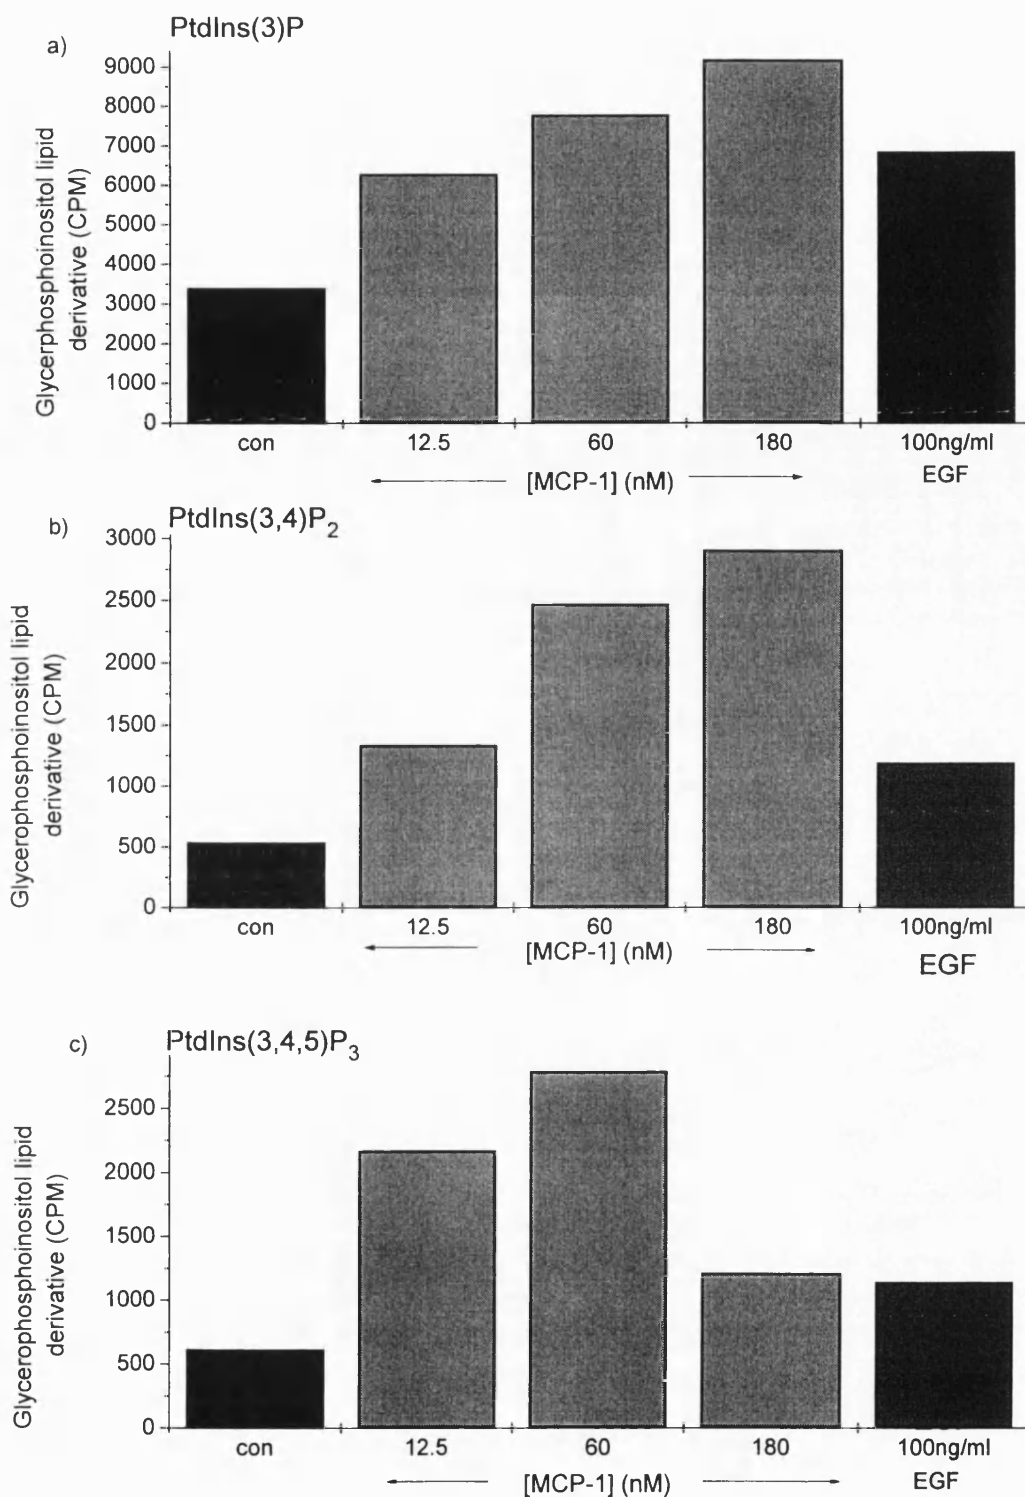 a)
PtdIns(3)P
Glycerphosphoinositol lipid
derivative (CPM)
9000
8000
7000
6000
5000
4000
3000
2000
1000
0
con
12.5
60
180
100ng/ml
EGF
[MCP-1] (nM)
b)
PtdIns(3,4)P2
Glycerophosphoinositol lipid
derivative (CPM)
3000
2500
2000
1500
1000
500
0
con
12.5
60
180
100ng/ml
EGF
[MCP-1] (nM)
c)
PtdIns(3,4,5)P3
Glycerophosphoinositol lipid
derivative (CPM)
2500
2000
1500
1000
500
0
con
12.5
60
180
100ng/ml
EGF
[MCP-1] (nM)